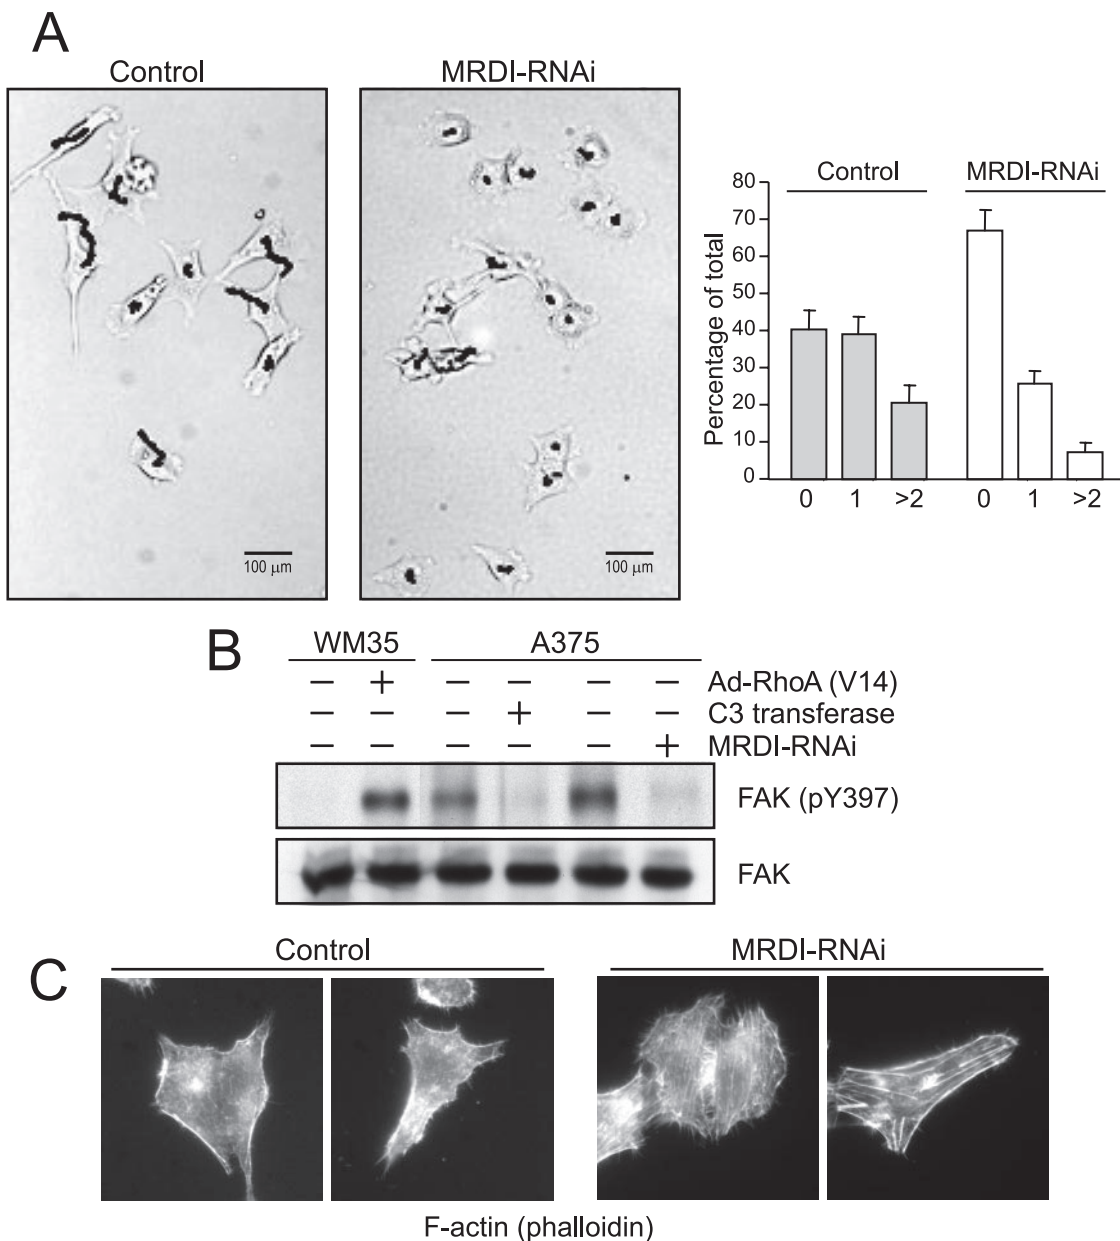 A
Control
MRDI-RNAi
100 μm
100 μm
Control
MRDI-RNAi
Percentage of total
80
70
60
50
40
30
20
10
0
0 1 >2 0 1 >2
B
WM35 A375
– + – – – – Ad-RhoA (V14)
– – – + – – C3 transferase
– – – – – + MRDI-RNAi
FAK (pY397)
FAK
C
Control
MRDI-RNAi
F-actin (phalloidin)